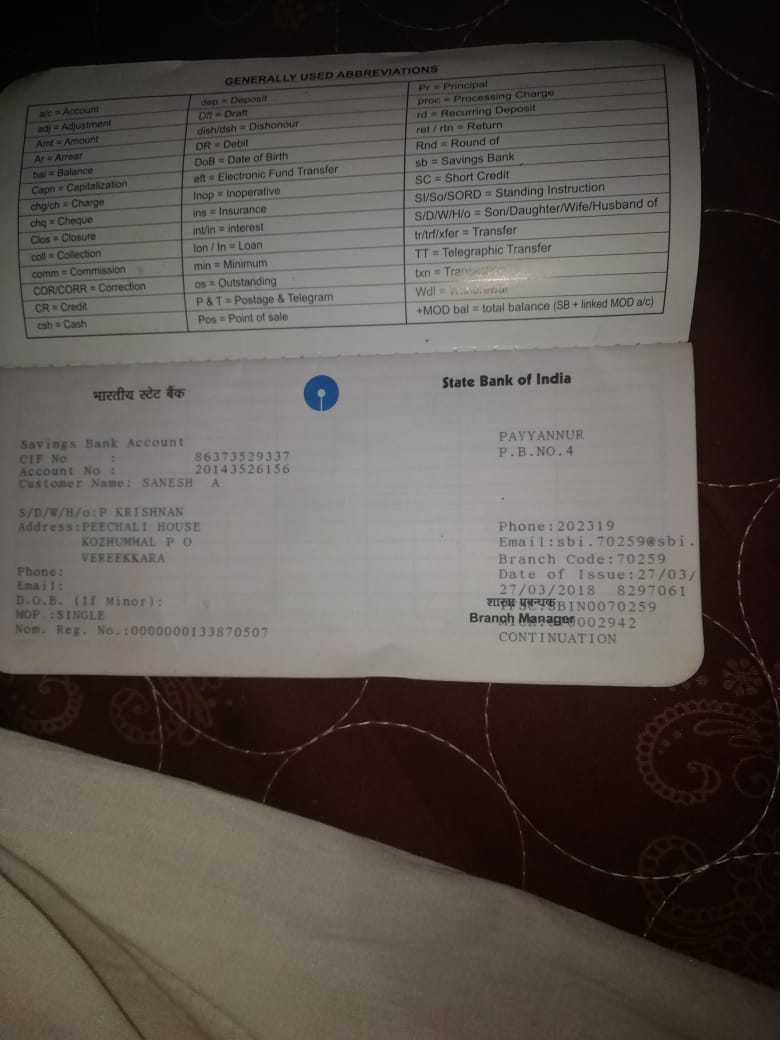 GENERALLY USED ABBREVIATIONS
a/c = Account
adj = Adjustment
Amt = Amount
Ar = Arrear
bal = Balance
Capn = Capitalization
chg/ch = Charge
chq = Cheque
Clos = Closure
coll = Collection
comm = Commission
COR/CORR = Correction
CR = Credit
csh = Cash
dep = Deposit
Dft = Draft
dish/dsh = Dishonour
DR = Debit
DoB = Date of Birth
eft = Electronic Fund Transfer
Inop = Inoperative
ins = Insurance
int/in = interest
lon / ln = Loan
min = Minimum
os = Outstanding
P & T = Postage & Telegram
Pos = Point of sale
Pr = Principal
proc = Processing Charge
rd = Recurring Deposit
ret / rtn = Return
Rnd = Round of
sb = Savings Bank
SC = Short Credit
SI/So/SORD = Standing Instruction
S/D/W/H/o = Son/Daughter/Wife/Husband of
tr/trf/xfer = Transfer
TT = Telegraphic Transfer
txn = Transaction
Wdl = Withdrawal
+MOD bal = total balance (SB + linked MOD a/c)
भारतीय स्टेट बैंक
State Bank of India
Savings Bank Account
CIF No : 86373529337
Account No : 20143526156
Customer Name: SANESH A
S/D/W/H/o:P KRISHNAN
Address:PEECHALI HOUSE
KOZHUMMAL P O
VEREEKKARA
Phone:
Email:
D.O.B. (If Minor):
MOP.:SINGLE
Nom. Reg. No.:0000000133870507
PAYYANNUR
P.B.NO.4
Phone:202319
Email:sbi.70259@sbi.
Branch Code:70259
Date of Issue:27/03/
27/03/2018 8297061
शाखा प्रबन्धक
SBIN0070259
Branch Manager
002942
CONTINUATION